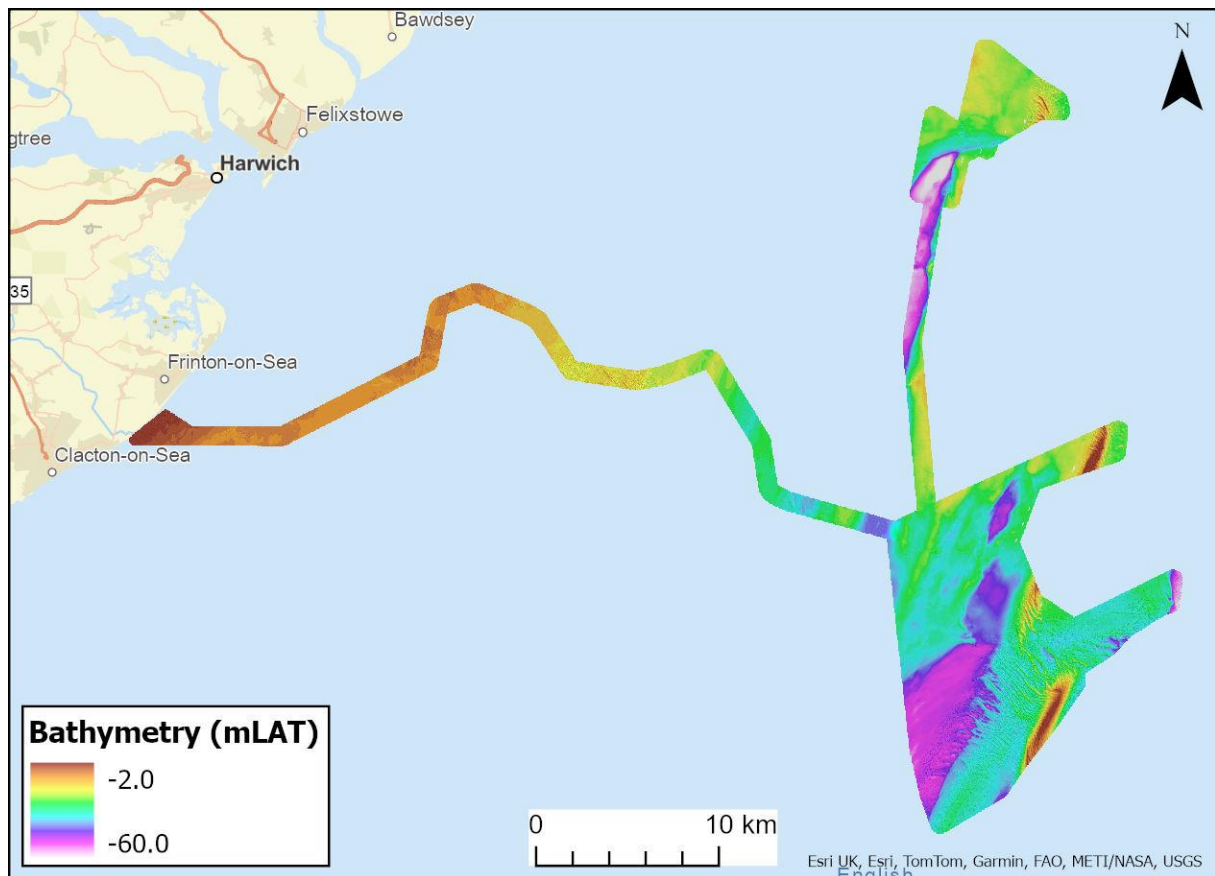 Bawdsey
N
Felixstowe
gtree
Harwich
35
Frinton-on-Sea
Clacton-on-Sea
Bathymetry (mLAT)
-2.0
-60.0
0 10 km
Esri UK, Esri, TomTom, Garmin, FAO, METI/NASA, USGS
English